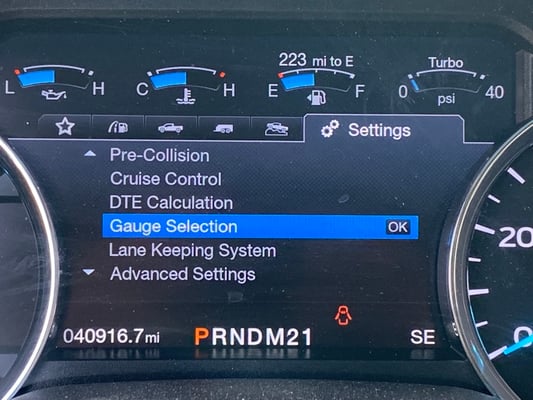 223 mi to E
Turbo
L H C H E F 0 40
psi
Settings
Pre-Collision
Cruise Control
DTE Calculation
Gauge Selection OK
Lane Keeping System
Advanced Settings
20
0
040916.7mi PRNDM21 SE